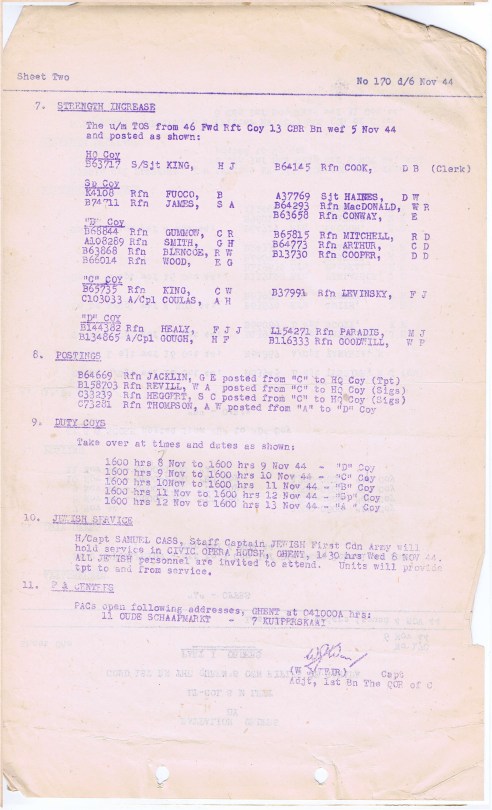 Sheet Two No 170 d/6 Nov 44
7. STRENGTH INCREASE
The u/m TOS from 46 Fwd Rft Coy 13 CBR Bn wef 5 Nov 44
and posted as shown:
HQ Coy
B63717 S/Sjt KING, H J B64145 Rfn COOK, D B (Clerk)
Sp Coy
K4108 Rfn FUOCO, B A37769 Sjt HAINES, D W
B74711 Rfn JAMES, S A B64293 Rfn MacDONALD, W R
B63658 Rfn CONWAY, E
"B" Coy
B68844 Rfn GUMMOW, C R B65815 Rfn MITCHELL, R D
A108289 Rfn SMITH, G H B64773 Rfn ARTHUR, C D
B63868 Rfn BLENCOE, R W B13730 Rfn COOPER, D D
B66014 Rfn WOOD, E G
"C" Coy
B65735 Rfn KING, C W B37991 Rfn LEVINSKY, F J
C103033 A/Cpl COULAS, A H
"D" Coy
B144382 Rfn HEALY, F J J L154271 Rfn PARADIS, M J
B134865 A/Cpl GOUGH, H F B116333 Rfn GOODWILL, W F
8. POSTINGS
B64669 Rfn JACKLIN, G E posted from "C" to HQ Coy (Tpt)
B158703 Rfn REVILL, W A posted from "C" to HQ Coy (Sigs)
C33239 Rfn HEGGERT, S C posted from "C" to HQ Coy (Sigs)
C73281 Rfn THOMPSON, A W posted from "A" to "D" Coy
9. DUTY COYS
Take over at times and dates as shown:
1600 hrs 8 Nov to 1600 hrs 9 Nov 44 - "D" Coy
1600 hrs 9 Nov to 1600 hrs 10 Nov 44 - "C" Coy
1600 hrs 10Nov to 1600 hrs 11 Nov 44 - "B" Coy
1600 hrs 11 Nov to 1600 hrs 12 Nov 44 - "Sp" Coy
1600 hrs 12 Nov to 1600 hrs 13 Nov 44 - "A" Coy
10. JEWISH SERVICE
H/Capt SAMUEL CASS, Staff Captain JEWISH First Cdn Army will
hold service in CIVIC OPERA HOUSE, GHENT, 1430 hrs Wed 8 NOV 44.
ALL JEWISH personnel are invited to attend. Units will provide
tpt to and from service.
11. P A CENTRES
PACs open following addresses, GHENT at 041000A hrs:
11 OUDE SCHAAPMARKT - 7 KUIPERSKAAI
(W J WEIR) Capt
Adjt, 1st Bn The QOR of C